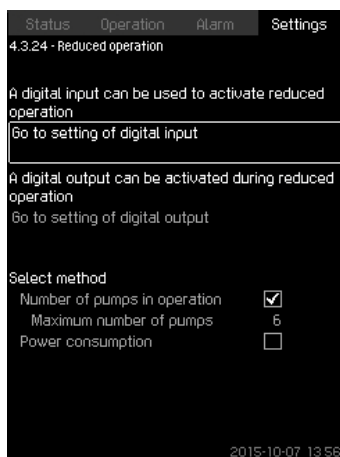 Status Operation Alarm Settings
4.3.24 - Reduced operation
A digital input can be used to activate reduced
operation
Go to setting of digital input
A digital output can be activated during reduced
operation
Go to setting of digital output
Select method
Number of pumps in operation
Maximum number of pumps 6
Power consumption
2015-10-07 13:56